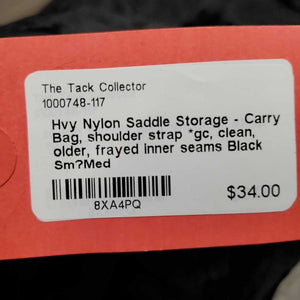 The Tack Collector
1000748-117
Hvy Nylon Saddle Storage - Carry
Bag, shoulder strap *gc, clean,
older, frayed inner seams Black
Sm?Med
8XA4PQ
$34.00